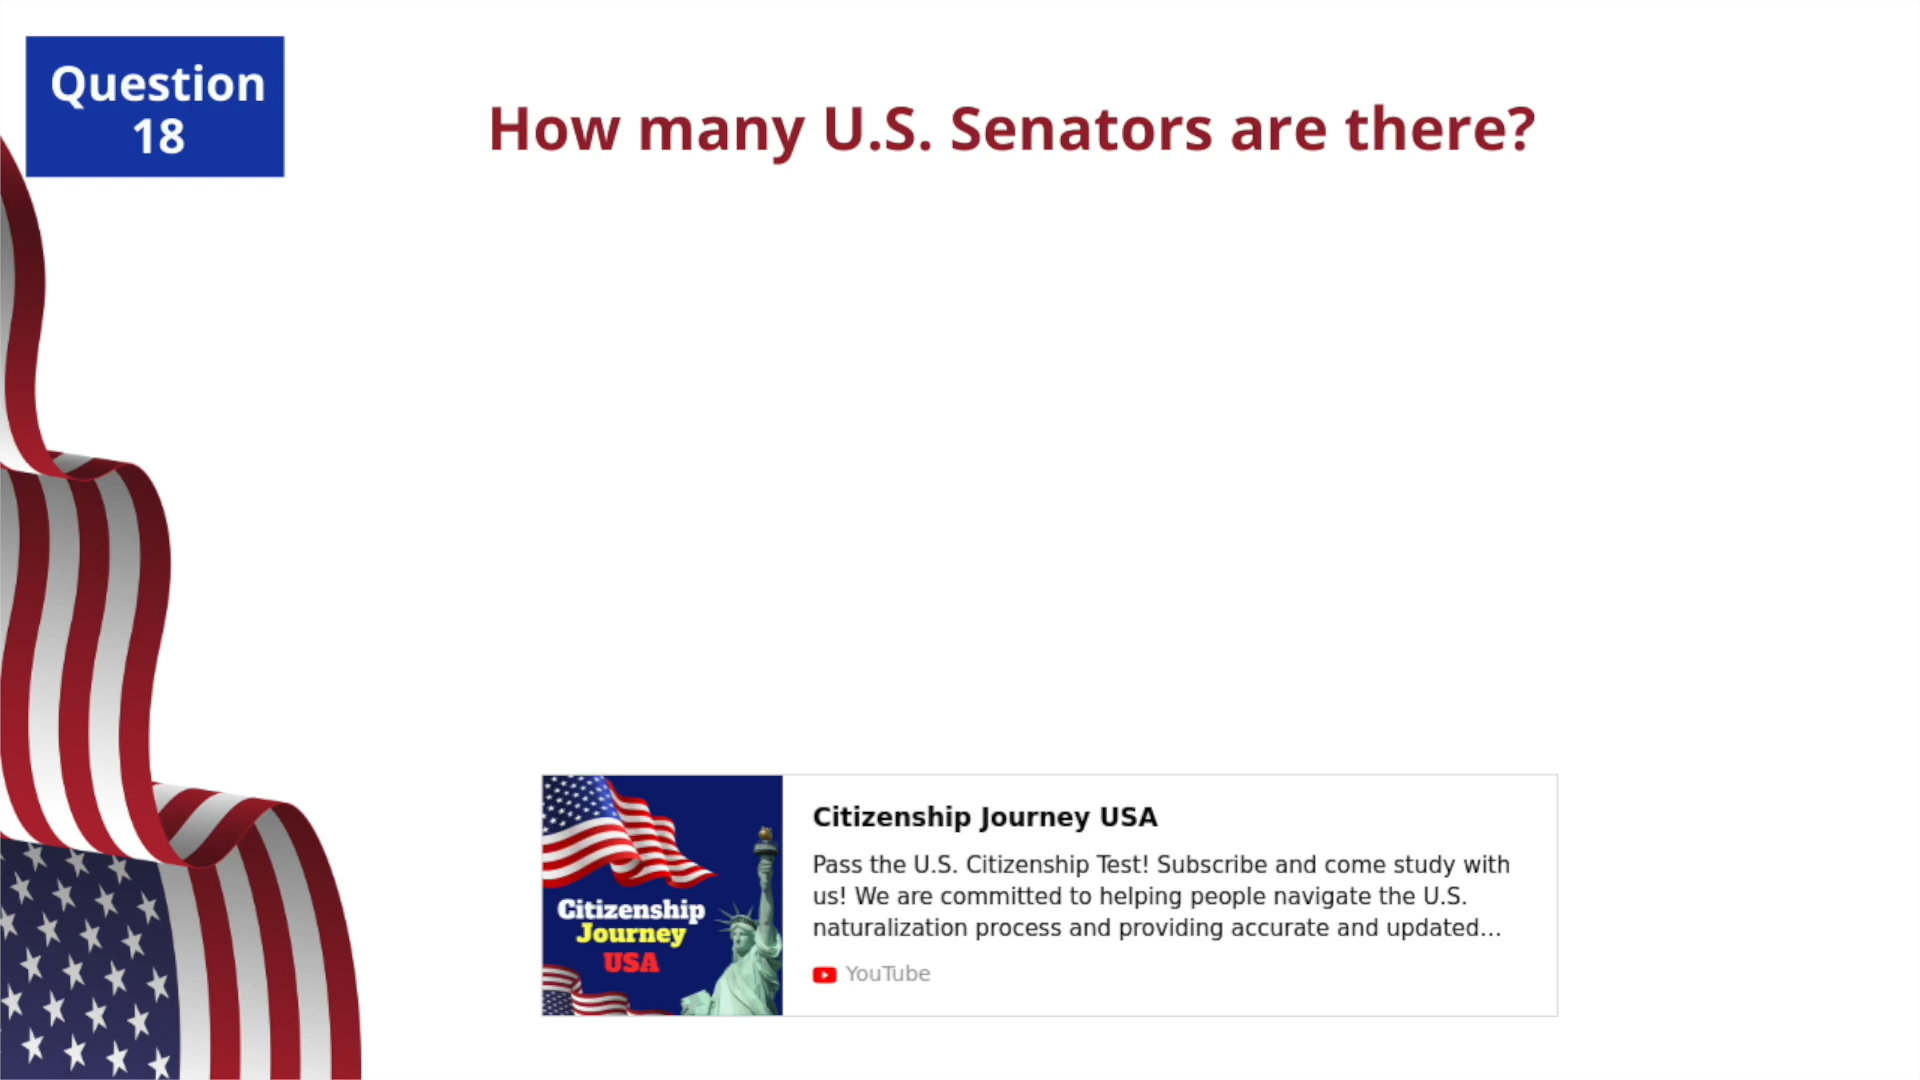 Question
18
How many U.S. Senators are there?
Citizenship
Journey
USA
Citizenship Journey USA
Pass the U.S. Citizenship Test! Subscribe and come study with
us! We are committed to helping people navigate the U.S.
naturalization process and providing accurate and updated...
YouTube